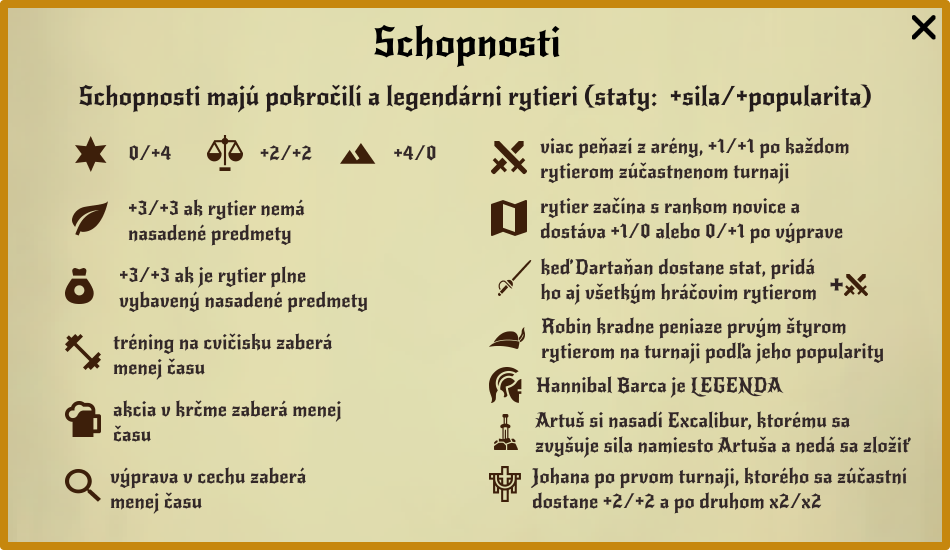 Schopnosti
Schopnosti majú pokročilí a legendárni rytieri (staty: +sila/+popularita)
0/+4 +2/+2 +4/0
+3/+3 ak rytier nemá
nasadené predmety
+3/+3 ak je rytier plne
vybavený nasadené predmety
tréning na cvičisku zaberá
menej času
akcia v krčme zaberá menej
času
výprava v cechu zaberá
menej času
viac peňazí z arény, +1/+1 po každom
rytierom zúčastnenom turnaji
rytier začína s rankom novice a
dostáva +1/0 alebo 0/+1 po výprave
keď Dartaňan dostane stat, pridá
ho aj všetkým hráčovim rytierom +
Robin kradne peniaze prvým štyrom
rytierom na turnaji podľa jeho popularity
Hannibal Barca je LEGENDA
Artuš si nasadí Excalibur, ktorému sa
zvyšuje sila namiesto Artuša a nedá sa zložiť
Johana po prvom turnaji, ktorého sa zúčastní
dostane +2/+2 a po druhom x2/x2